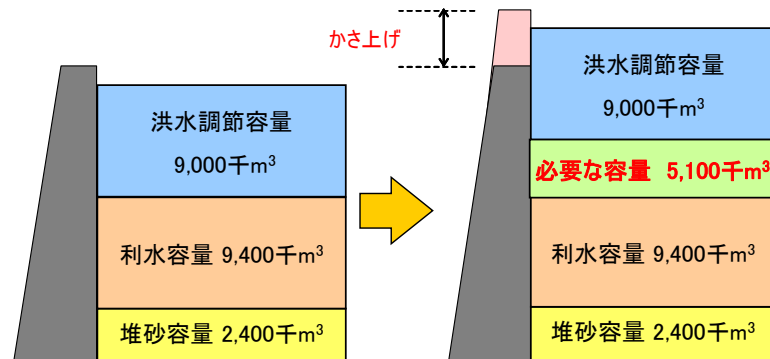 かさ上げ
洪水調節容量
9,000千m³
利水容量 9,400千m³
堆砂容量 2,400千m³
洪水調節容量
9,000千m³
必要な容量 5,100千m³
利水容量 9,400千m³
堆砂容量 2,400千m³